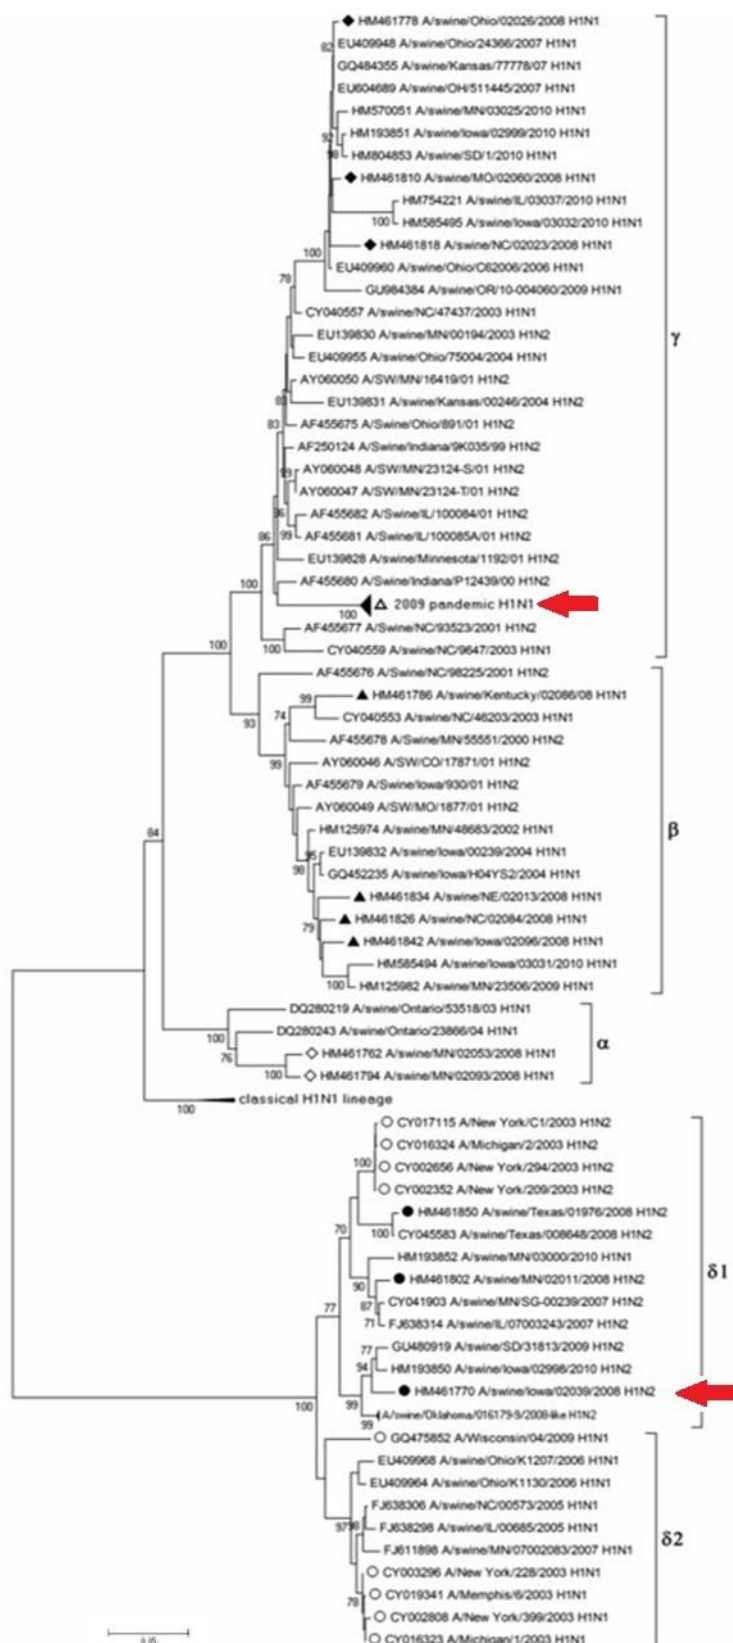 HM461778 A/swine/Ohio/02026/2008 H1N1
82
EU409948 A/swine/Ohio/24366/2007 H1N1
GQ484355 A/swine/Kansas/77778/07 H1N1
EU604689 A/swine/OH/511445/2007 H1N1
HM570051 A/swine/MN/03025/2010 H1N1
92
HM193851 A/swine/Iowa/02999/2010 H1N1
HM804853 A/swine/SD/1/2010 H1N1
HM461810 A/swine/MO/02060/2008 H1N1
HM754221 A/swine/IL/03037/2010 H1N1
100
HM585495 A/swine/Iowa/03032/2010 H1N1
HM461818 A/swine/NC/02023/2008 H1N1
100
EU409960 A/swine/Ohio/C62006/2006 H1N1
78
GU984384 A/swine/OR/10-004060/2009 H1N1
CY040557 A/swine/NC/47437/2003 H1N1
EU139830 A/swine/MN/00194/2003 H1N2
γ
EU409955 A/swine/Ohio/75004/2004 H1N1
AY060050 A/SW/MN/16419/01 H1N2
EU139831 A/swine/Kansas/00246/2004 H1N2
83
AF455675 A/Swine/Ohio/891/01 H1N2
AF250124 A/Swine/Indiana/9K035/99 H1N2
AY060048 A/SW/MN/23124-S/01 H1N2
AY060047 A/SW/MN/23124-T/01 H1N2
AF455682 A/Swine/IL/100084/01 H1N2
99
AF455681 A/Swine/IL/100085A/01 H1N2
86
EU139828 A/swine/Minnesota/1192/01 H1N2
100
AF455680 A/Swine/Indiana/P12439/00 H1N2
2009 pandemic H1N1
100
AF455677 A/Swine/NC/93523/2001 H1N2
100
100
CY040559 A/swine/NC/9647/2003 H1N1
AF455676 A/Swine/NC/98225/2001 H1N2
HM461786 A/swine/Kentucky/02086/08 H1N1
99
93
74
CY040553 A/swine/NC/46203/2003 H1N1
AF455678 A/Swine/MN/55551/2000 H1N2
99
AY060046 A/SW/CO/17871/01 H1N2
AF455679 A/Swine/Iowa/930/01 H1N2
AY060049 A/SW/MO/1877/01 H1N2
β
84
HM125974 A/swine/MN/48683/2002 H1N1
EU139832 A/swine/Iowa/00239/2004 H1N1
98
GQ452235 A/swine/Iowa/H04YS2/2004 H1N1
HM461834 A/swine/NE/02013/2008 H1N1
HM461826 A/swine/NC/02084/2008 H1N1
79
HM461842 A/swine/Iowa/02096/2008 H1N1
HM585494 A/swine/Iowa/03031/2010 H1N1
100
HM125982 A/swine/MN/23506/2009 H1N1
DQ280219 A/swine/Ontario/53518/03 H1N1
100
DQ280243 A/swine/Ontario/23866/04 H1N1
α
76
HM461762 A/swine/MN/02053/2008 H1N1
100
HM461794 A/swine/MN/02093/2008 H1N1
classical H1N1 lineage
100
CY017115 A/New York/C1/2003 H1N2
CY016324 A/Michigan/2/2003 H1N2
100
CY002656 A/New York/294/2003 H1N2
CY002352 A/New York/209/2003 H1N2
HM461850 A/swine/Texas/01976/2008 H1N2
70
100
CY045583 A/swine/Texas/008648/2008 H1N2
HM193852 A/swine/MN/03000/2010 H1N1
δ1
90
HM461802 A/swine/MN/02011/2008 H1N2
77
87
CY041903 A/swine/MN/SG-00239/2007 H1N2
71
FJ638314 A/swine/IL/07003243/2007 H1N2
77
GU480919 A/swine/SD/31813/2009 H1N2
94
HM193850 A/swine/Iowa/02998/2010 H1N2
HM461770 A/swine/Iowa/02039/2008 H1N2
100
99
A/swine/Oklahoma/016179-9/2008-like H1N2
99
GQ475852 A/Wisconsin/04/2009 H1N1
EU409968 A/swine/Ohio/K1207/2006 H1N1
EU409964 A/swine/Ohio/K1130/2006 H1N1
FJ638306 A/swine/NC/00573/2005 H1N1
97
FJ638298 A/swine/IL/00685/2005 H1N1
δ2
FJ611898 A/swine/MN/07002083/2007 H1N1
CY003296 A/New York/228/2003 H1N1
CY019341 A/Memphis/6/2003 H1N1
78
CY002808 A/New York/399/2003 H1N1
CY016323 A/Michigan/1/2003 H1N1